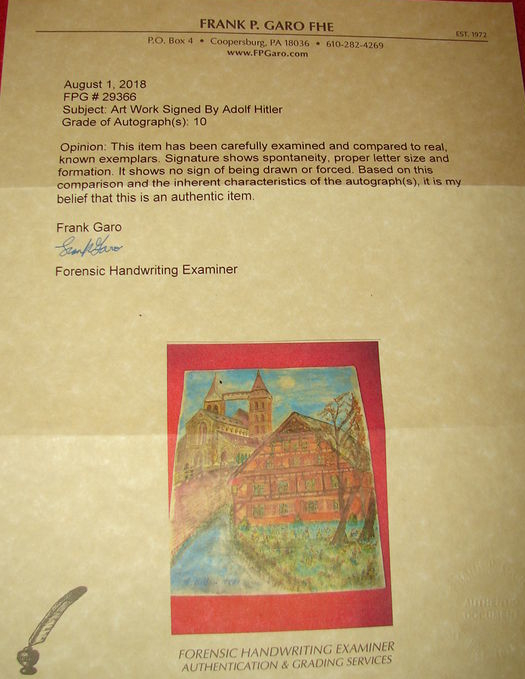 FRANK P. GARO FHE
EST. 1972
P.O. Box 4 • Coopersburg, PA 18036 • 610-282-4269
www.FPGaro.com
August 1, 2018
FPG # 29366
Subject: Art Work Signed By Adolf Hitler
Grade of Autograph(s): 10
Opinion: This item has been carefully examined and compared to real,
known exemplars. Signature shows spontaneity, proper letter size and
formation. It shows no sign of being drawn or forced. Based on this
comparison and the inherent characteristics of the autograph(s), it is my
belief that this is an authentic item.
Frank Garo
Frank Garo
Forensic Handwriting Examiner
FORENSIC HANDWRITING EXAMINER
AUTHENTICATION & GRADING SERVICES